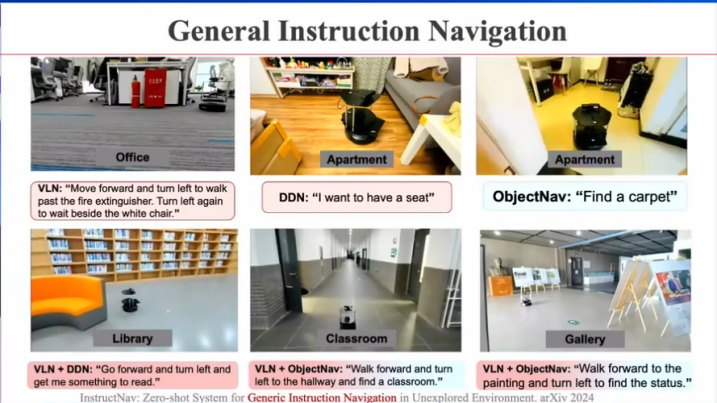 General Instruction Navigation
Office
Apartment
Apartment
VLN: “Move forward and turn left to walk
past the fire extinguisher. Turn left again
to wait beside the white chair.”
DDN: “I want to have a seat”
ObjectNav: “Find a carpet”
Library
Classroom
Gallery
VLN + DDN: “Go forward and turn left and
get me something to read.”
VLN + ObjectNav: “Walk forward and turn
left to the hallway and find a classroom.”
VLN + ObjectNav: “Walk forward to the
painting and turn left to find the status.”
InstructNav: Zero-shot System for Generic Instruction Navigation in Unexplored Environment. arXiv 2024